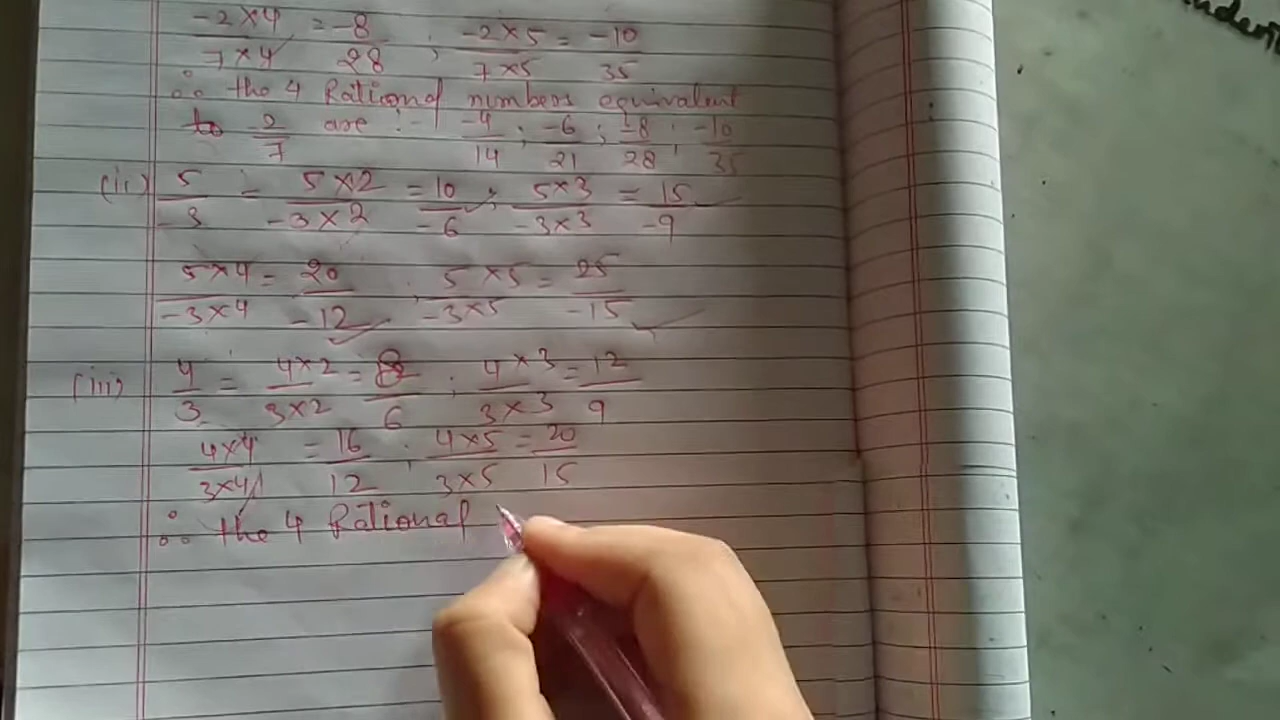 -2×4/7×4 = -8/28 ; -2×5/7×5 = -10/35
∴ the 4 Rational numbers equivalent
to -2/7 are :- -4/14 ; -6/21 ; -8/28 ; -10/35
(ii) 5/-3 = 5×2/-3×2 = 10/-6 ; 5×3/-3×3 = 15/-9
5×4/-3×4 = 20/-12 ; 5×5/-3×5 = 25/-15
(iii) 4/3 = 4×2/3×2 = 8/6 ; 4×3/3×3 = 12/9
4×4/3×4 = 16/12 ; 4×5/3×5 = 20/15
∴ the 4 Rational